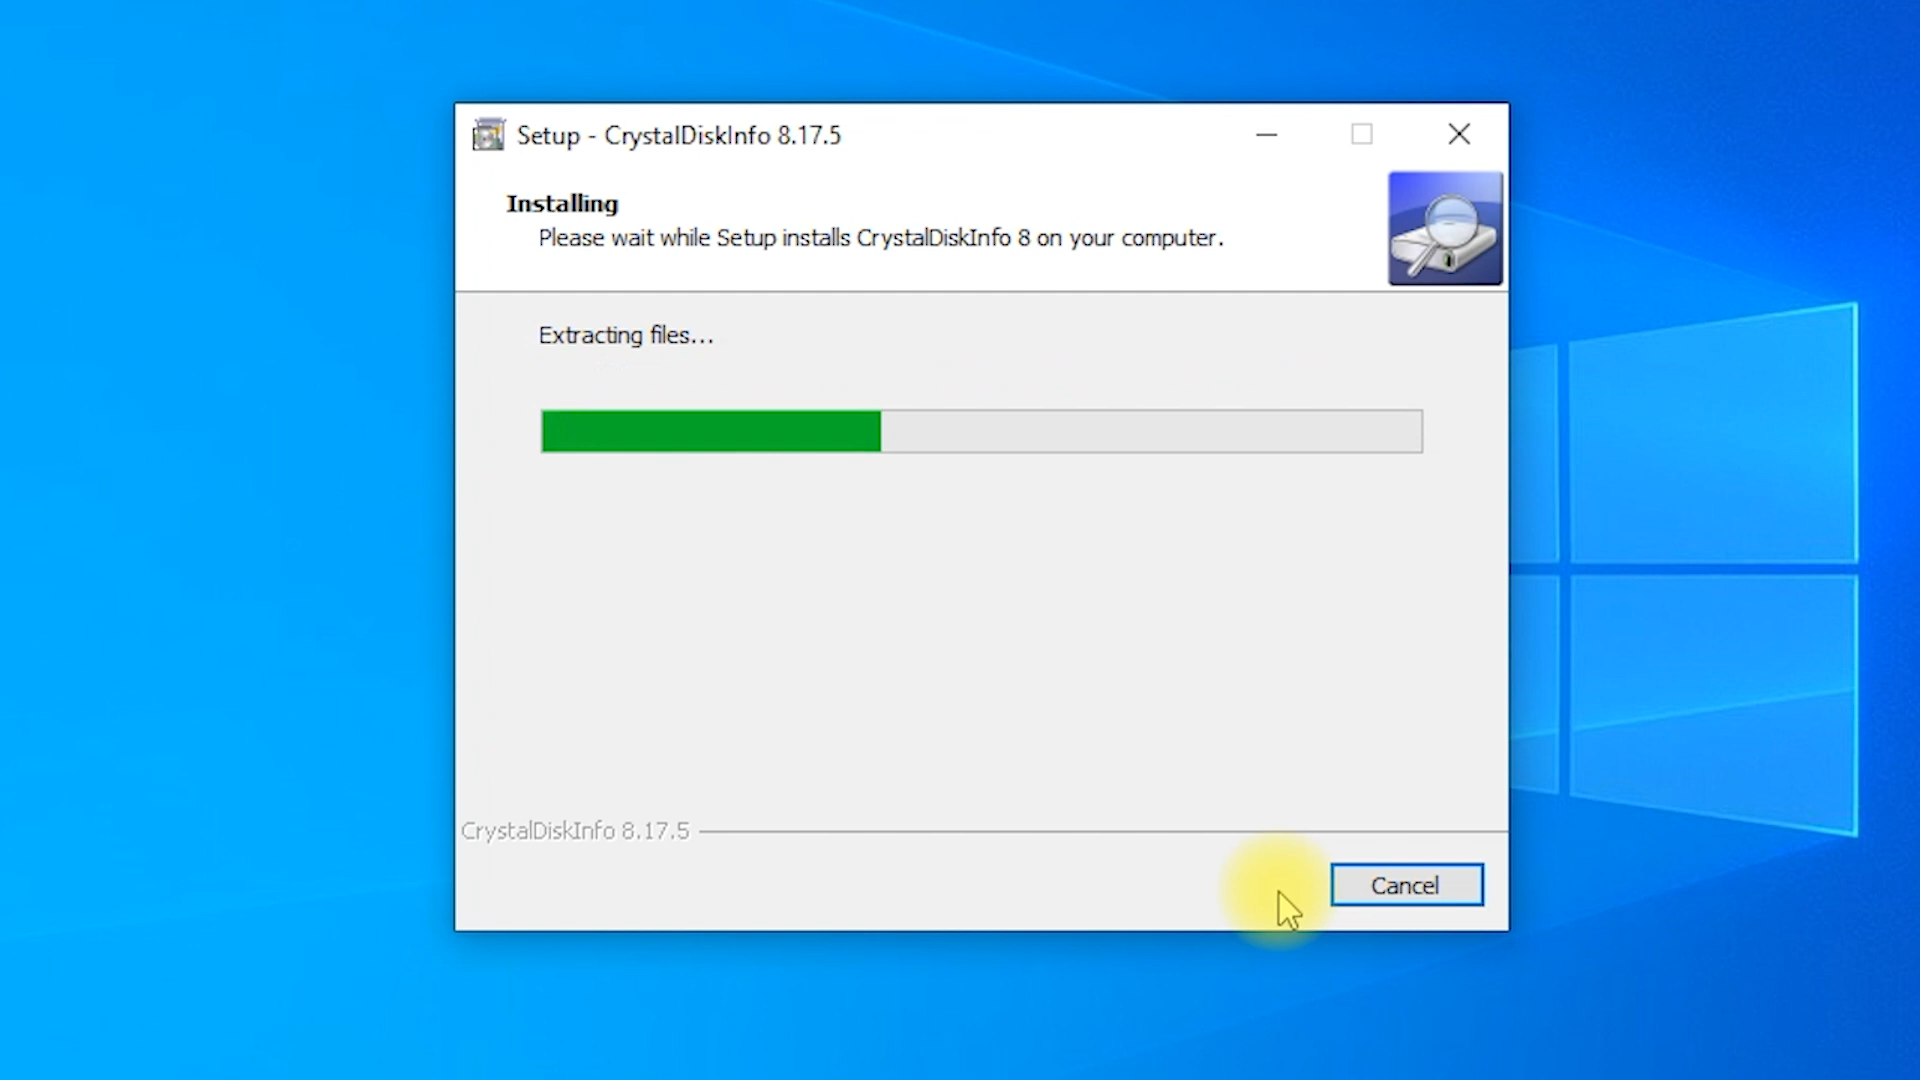 Setup - CrystalDiskInfo 8.17.5
Installing
Please wait while Setup installs CrystalDiskInfo 8 on your computer.
Extracting files...
CrystalDiskInfo 8.17.5
Cancel